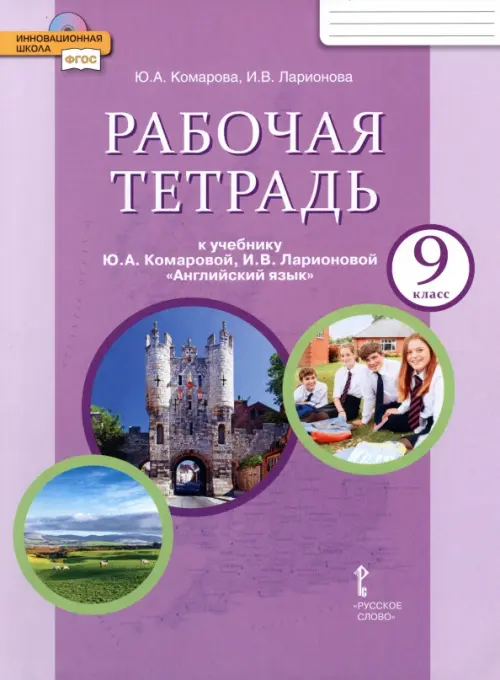 ИННОВАЦИОННАЯ
ШКОЛА
ФГОС
Ю.А. Комарова, И.В. Ларионова
РАБОЧАЯ
ТЕТРАДЬ
к учебнику
Ю.А. Комаровой, И.В. Ларионовой
«Английский язык»
9
класс
«РУССКОЕ
СЛОВО»